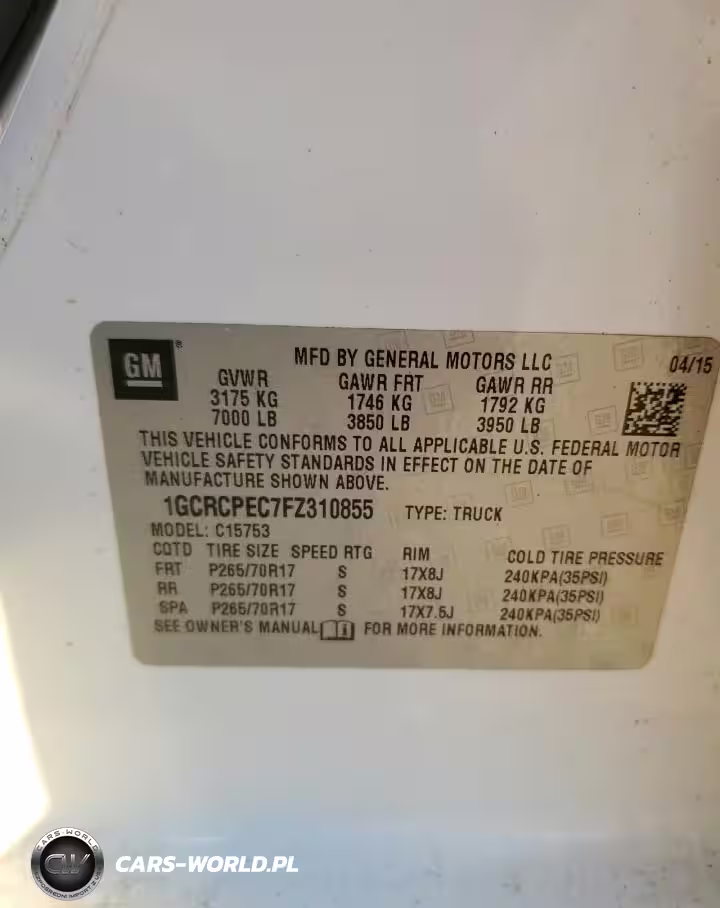 GM®
MFD BY GENERAL MOTORS LLC
04/15
GVWR GAWR FRT GAWR RR
3175 KG 1746 KG 1792 KG
7000 LB 3850 LB 3950 LB
THIS VEHICLE CONFORMS TO ALL APPLICABLE U.S. FEDERAL MOTOR
VEHICLE SAFETY STANDARDS IN EFFECT ON THE DATE OF
MANUFACTURE SHOWN ABOVE.
1GCRCPEC7FZ310855 TYPE: TRUCK
MODEL: C15753
COTD TIRE SIZE SPEED RTG RIM COLD TIRE PRESSURE
FRT P265/70R17 S 17X8J 240KPA(35PSI)
RR P265/70R17 S 17X8J 240KPA(35PSI)
SPA P265/70R17 S 17X7.5J 240KPA(35PSI)
SEE OWNER'S MANUAL FOR MORE INFORMATION.
CARS-WORLD
CW
CARS-WORLD.PL